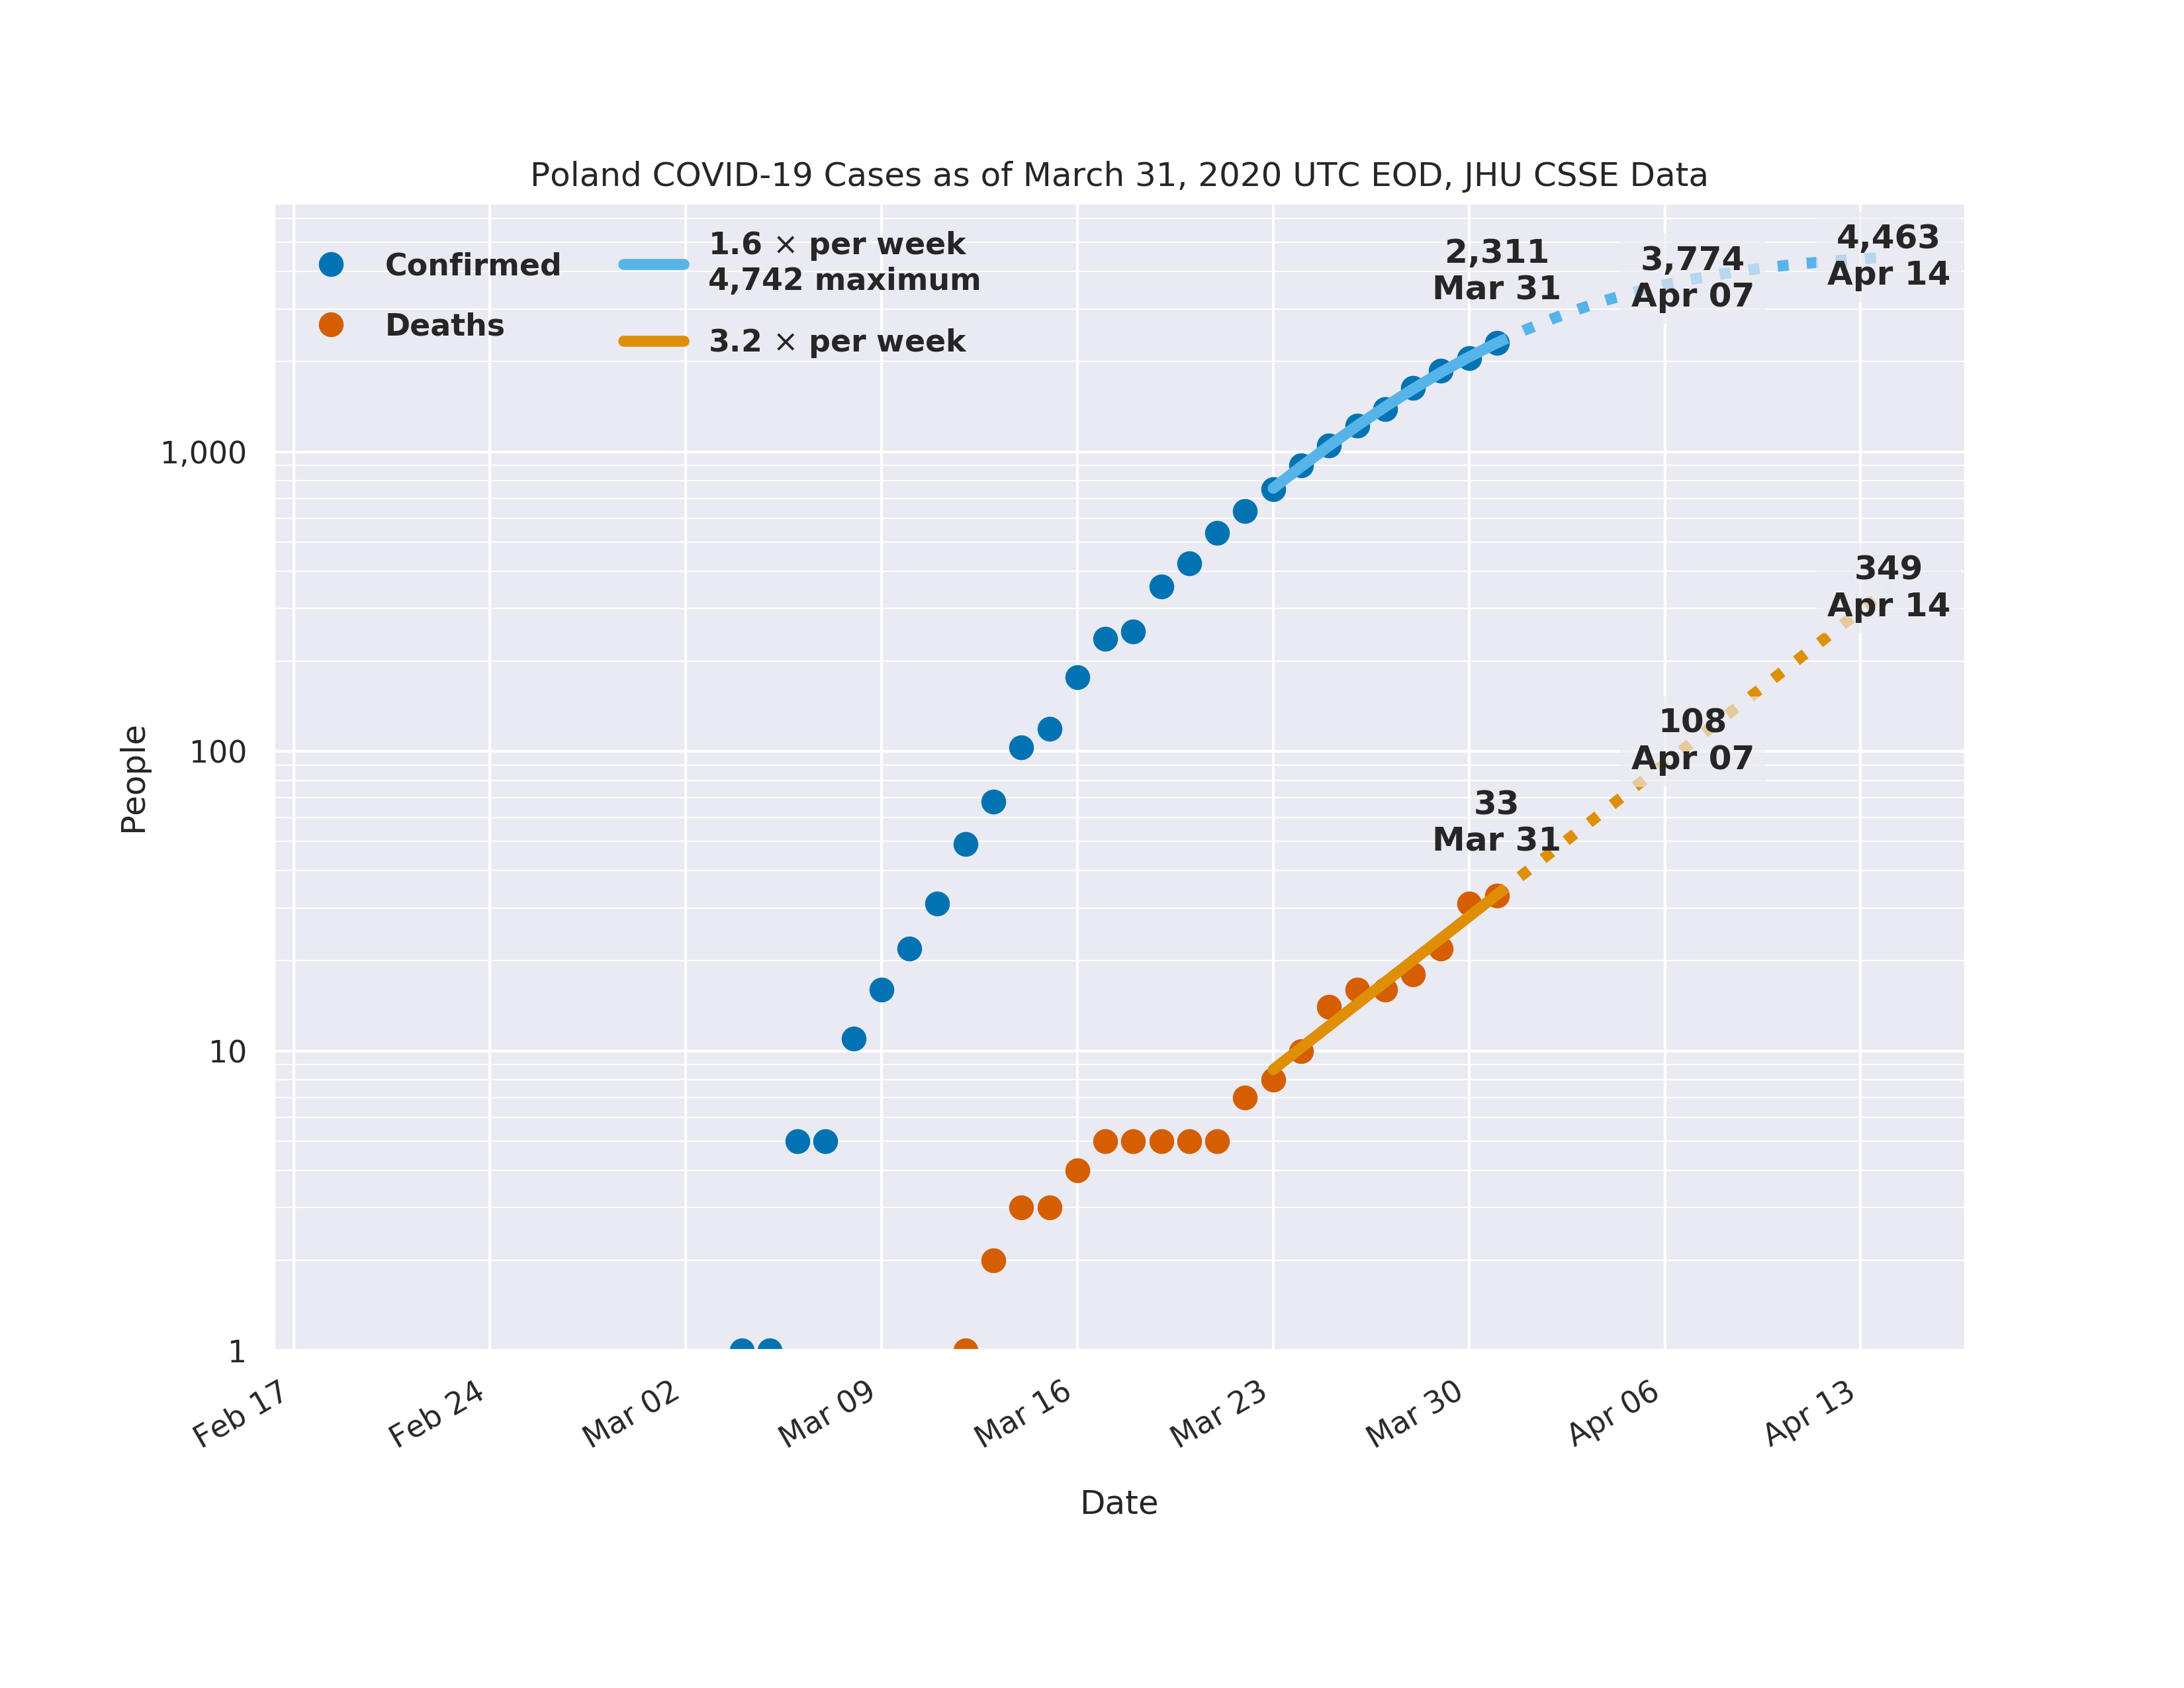 Poland COVID-19 Cases as of March 31, 2020 UTC EOD, JHU CSSE Data
Confirmed
Deaths
1.6 × per week
4,742 maximum
3.2 × per week
2,311
Mar 31
3,774
Apr 07
4,463
Apr 14
349
Apr 14
108
Apr 07
33
Mar 31
People
1,000
100
10
1
Feb 17
Feb 24
Mar 02
Mar 09
Mar 16
Mar 23
Mar 30
Apr 06
Apr 13
Date